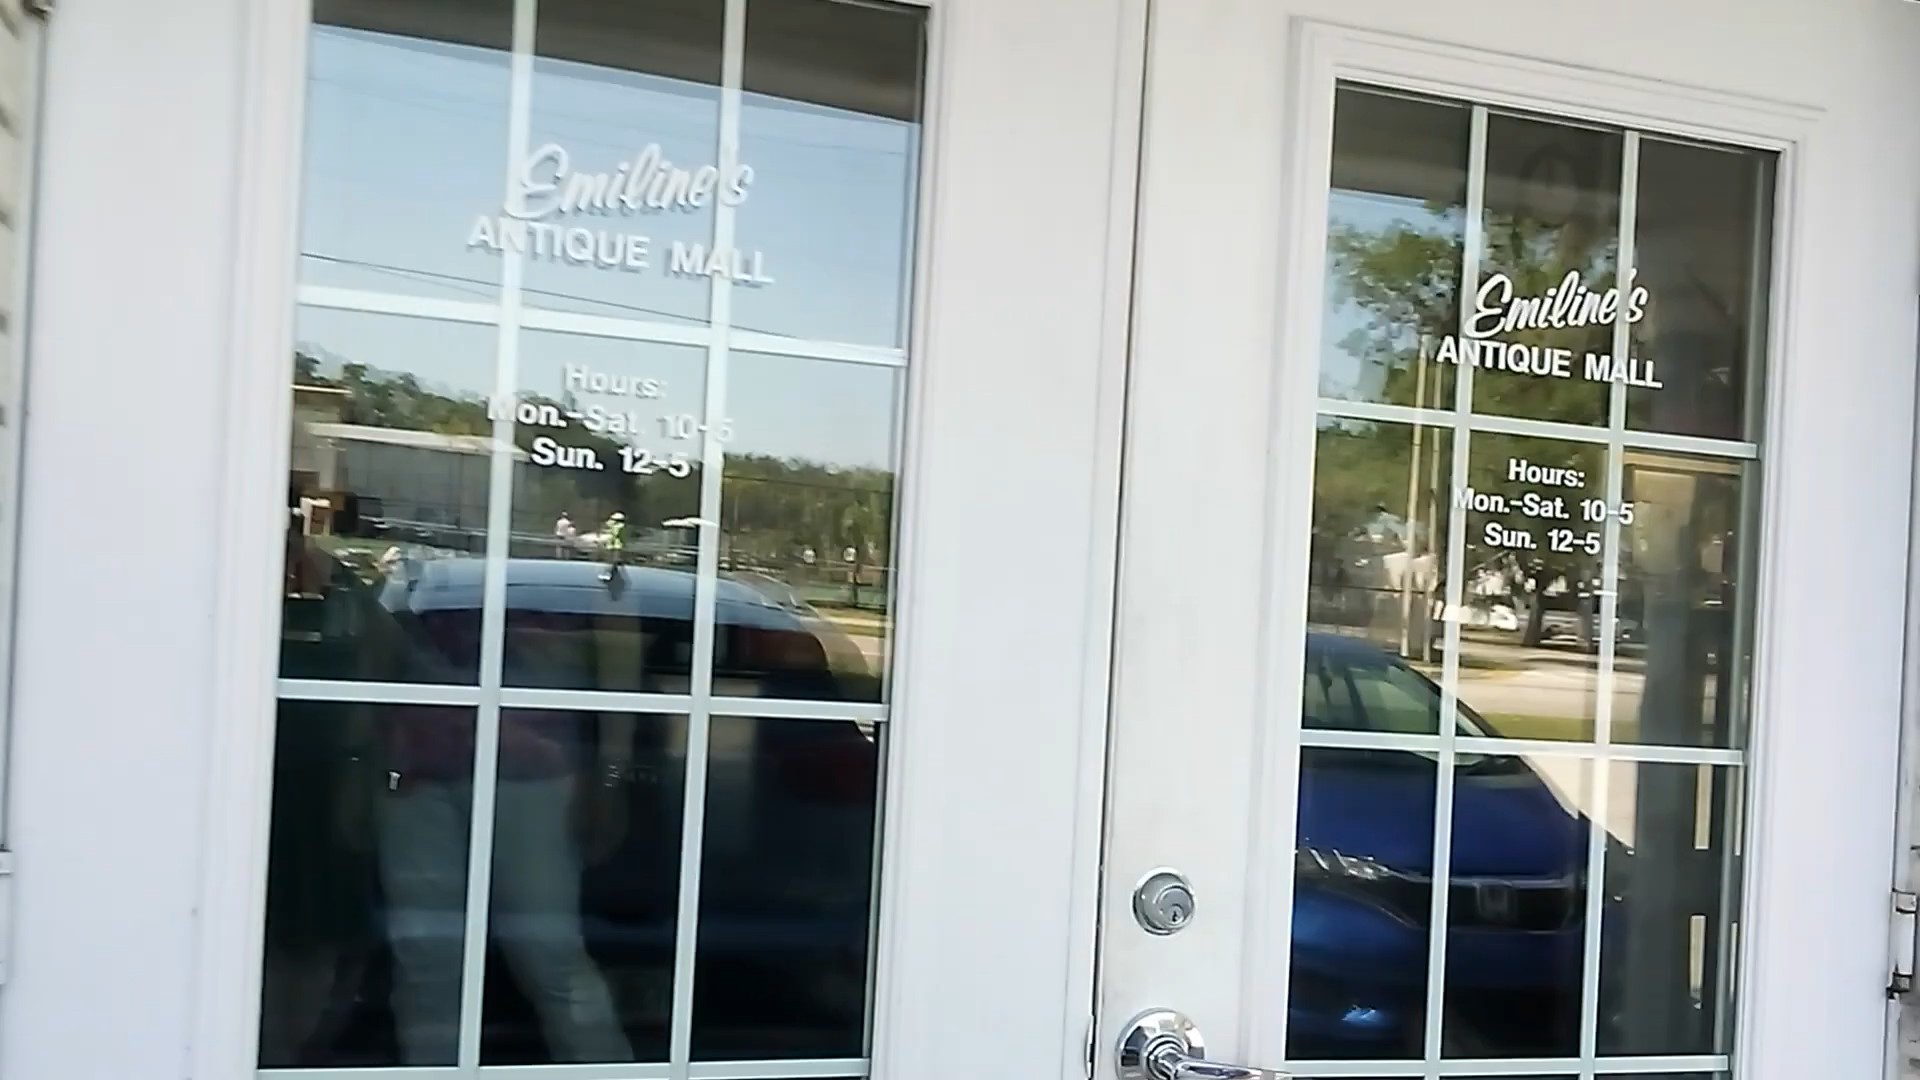 Emiline's
ANTIQUE MALL
Hours:
Mon.-Sat. 10-5
Sun. 12-5
Emiline's
ANTIQUE MALL
Hours:
Mon.-Sat. 10-5
Sun. 12-5